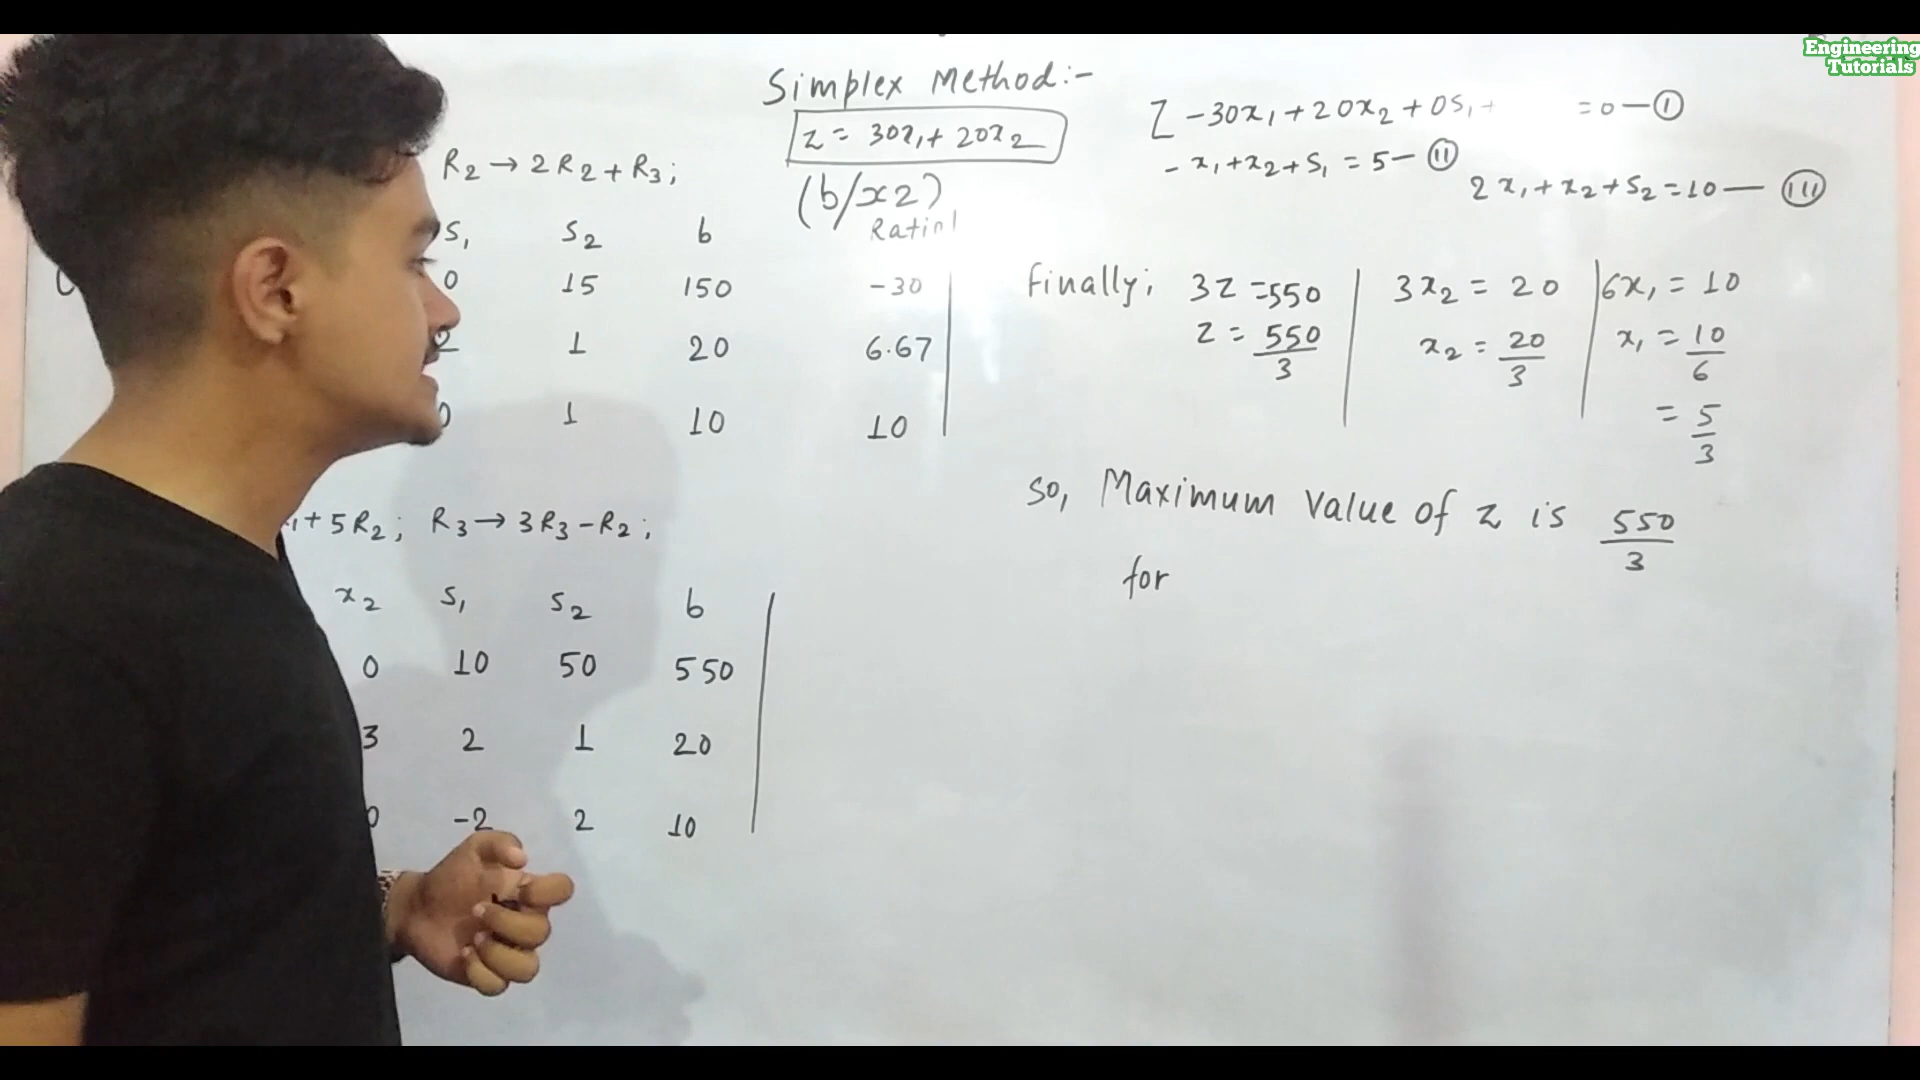 Engineering
Tutorials
Simplex Method:-
Z = 30x₁ + 20x₂
Z - 30x₁ + 20x₂ + 0s₁ + = 0 — (I)
- x₁ + x₂ + s₁ = 5 — (II)
2x₁ + x₂ + s₂ = 10 — (III)
R₂ → 2R₂ + R₃;
(b/x2)
Ratio
s₁ s₂ b
0 15 150 -30
2 1 20 6.67
0 1 10 10
Finally; 3Z = 550 | 3x₂ = 20 | 6x₁ = 10
Z = 550/3 | x₂ = 20/3 | x₁ = 10/6
= 5/3
So, Maximum Value of Z is 550/3
for
₁ + 5R₂; R₃ → 3R₃ - R₂;
x₂ s₁ s₂ b
0 10 50 550
3 2 1 20
0 -2 2 10